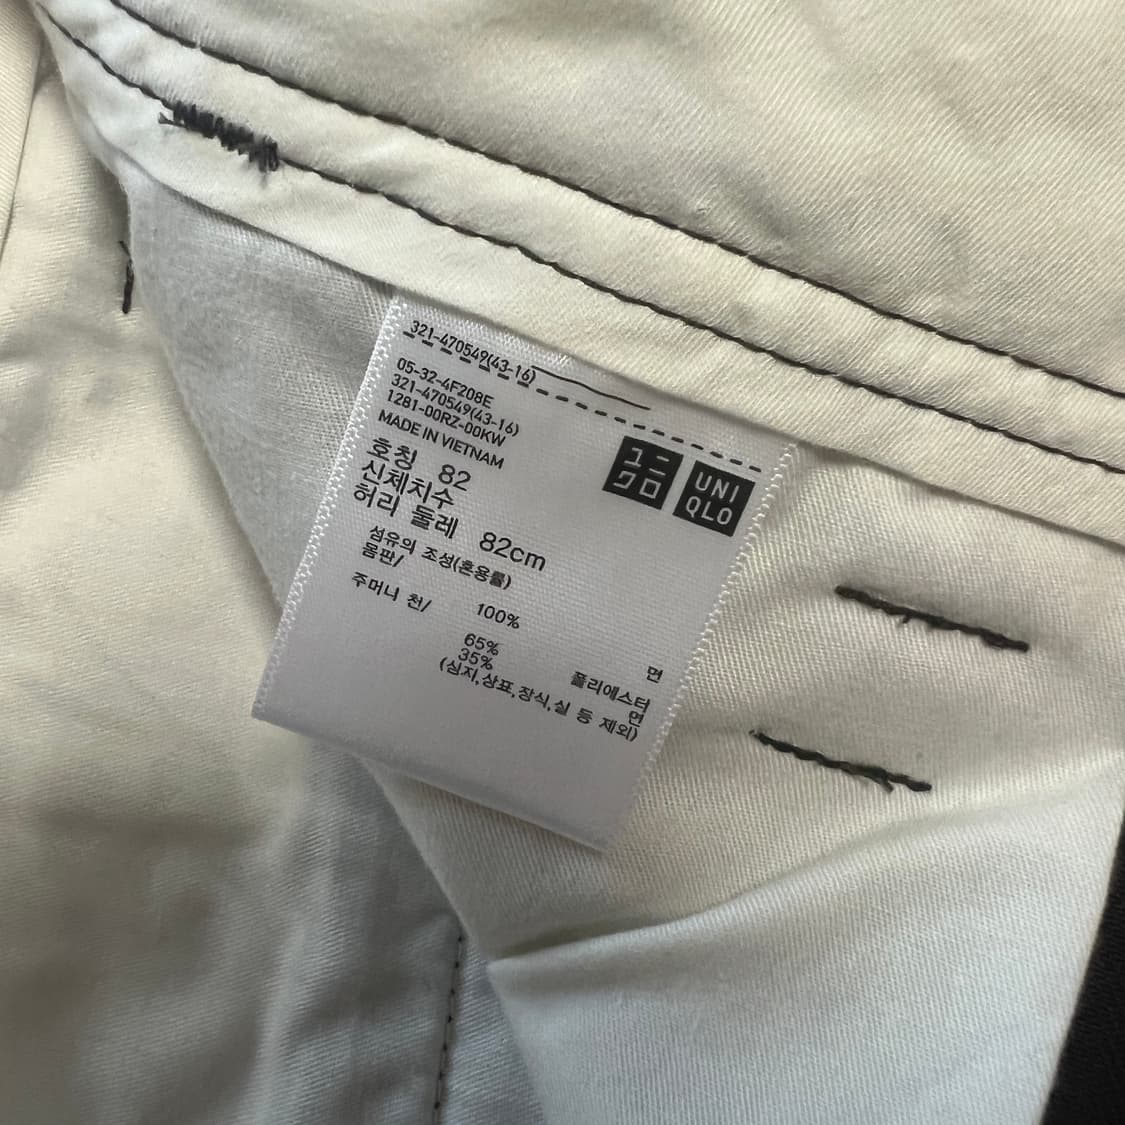 321-470549(43-16)
05-32-4F208E
321-470549(43-16)
1281-00RZ-00KW
MADE IN VIETNAM
ユニ
クロ
UNI
QLO
호칭 82
신체치수
허리 둘레 82cm
섬유의 조성(혼용률)
몸판/
100% 면
주머니 천/
65% 폴리에스터
35% 면
(심지,상표,장식,실 등 제외)